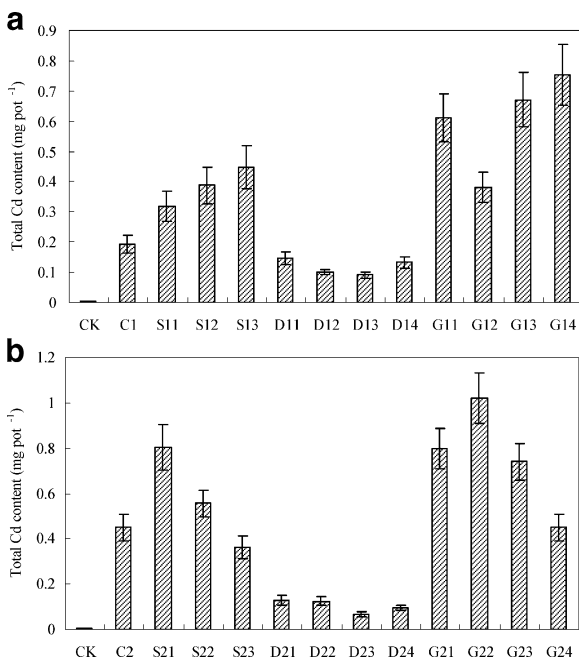 a
Total Cd content (mg pot -1)
0.9
0.8
0.7
0.6
0.5
0.4
0.3
0.2
0.1
0
CK C1 S11 S12 S13 D11 D12 D13 D14 G11 G12 G13 G14
b
Total Cd content (mg pot -1)
1.2
1
0.8
0.6
0.4
0.2
0
CK C2 S21 S22 S23 D21 D22 D23 D24 G21 G22 G23 G24